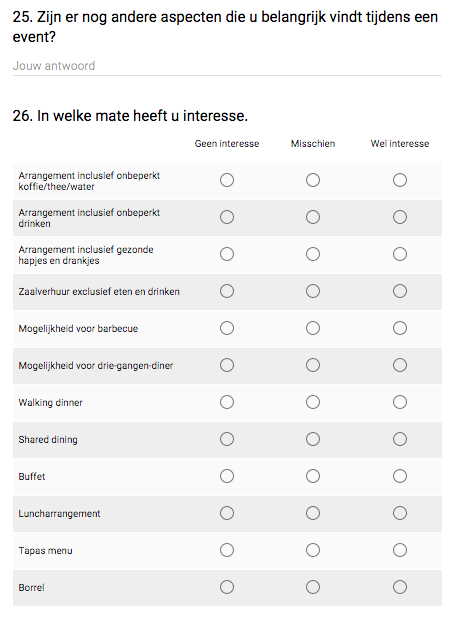 25. Zijn er nog andere aspecten die u belangrijk vindt tijdens een
event?
Jouw antwoord
26. In welke mate heeft u interesse.
Geen interesse Misschien Wel interesse
Arrangement inclusief onbeperkt
koffie/thee/water
Arrangement inclusief onbeperkt
drinken
Arrangement inclusief gezonde
hapjes en drankjes
Zaalverhuur exclusief eten en drinken
Mogelijkheid voor barbecue
Mogelijkheid voor drie-gangen-diner
Walking dinner
Shared dining
Buffet
Luncharrangement
Tapas menu
Borrel